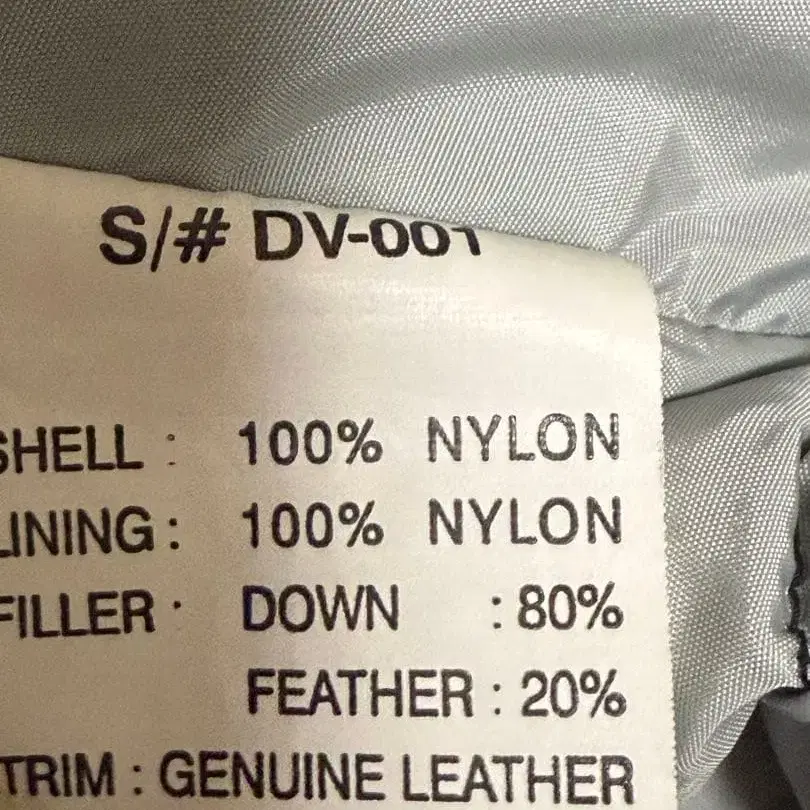 S/# DV-001
SHELL : 100% NYLON
LINING : 100% NYLON
FILLER : DOWN : 80%
FEATHER : 20%
TRIM : GENUINE LEATHER